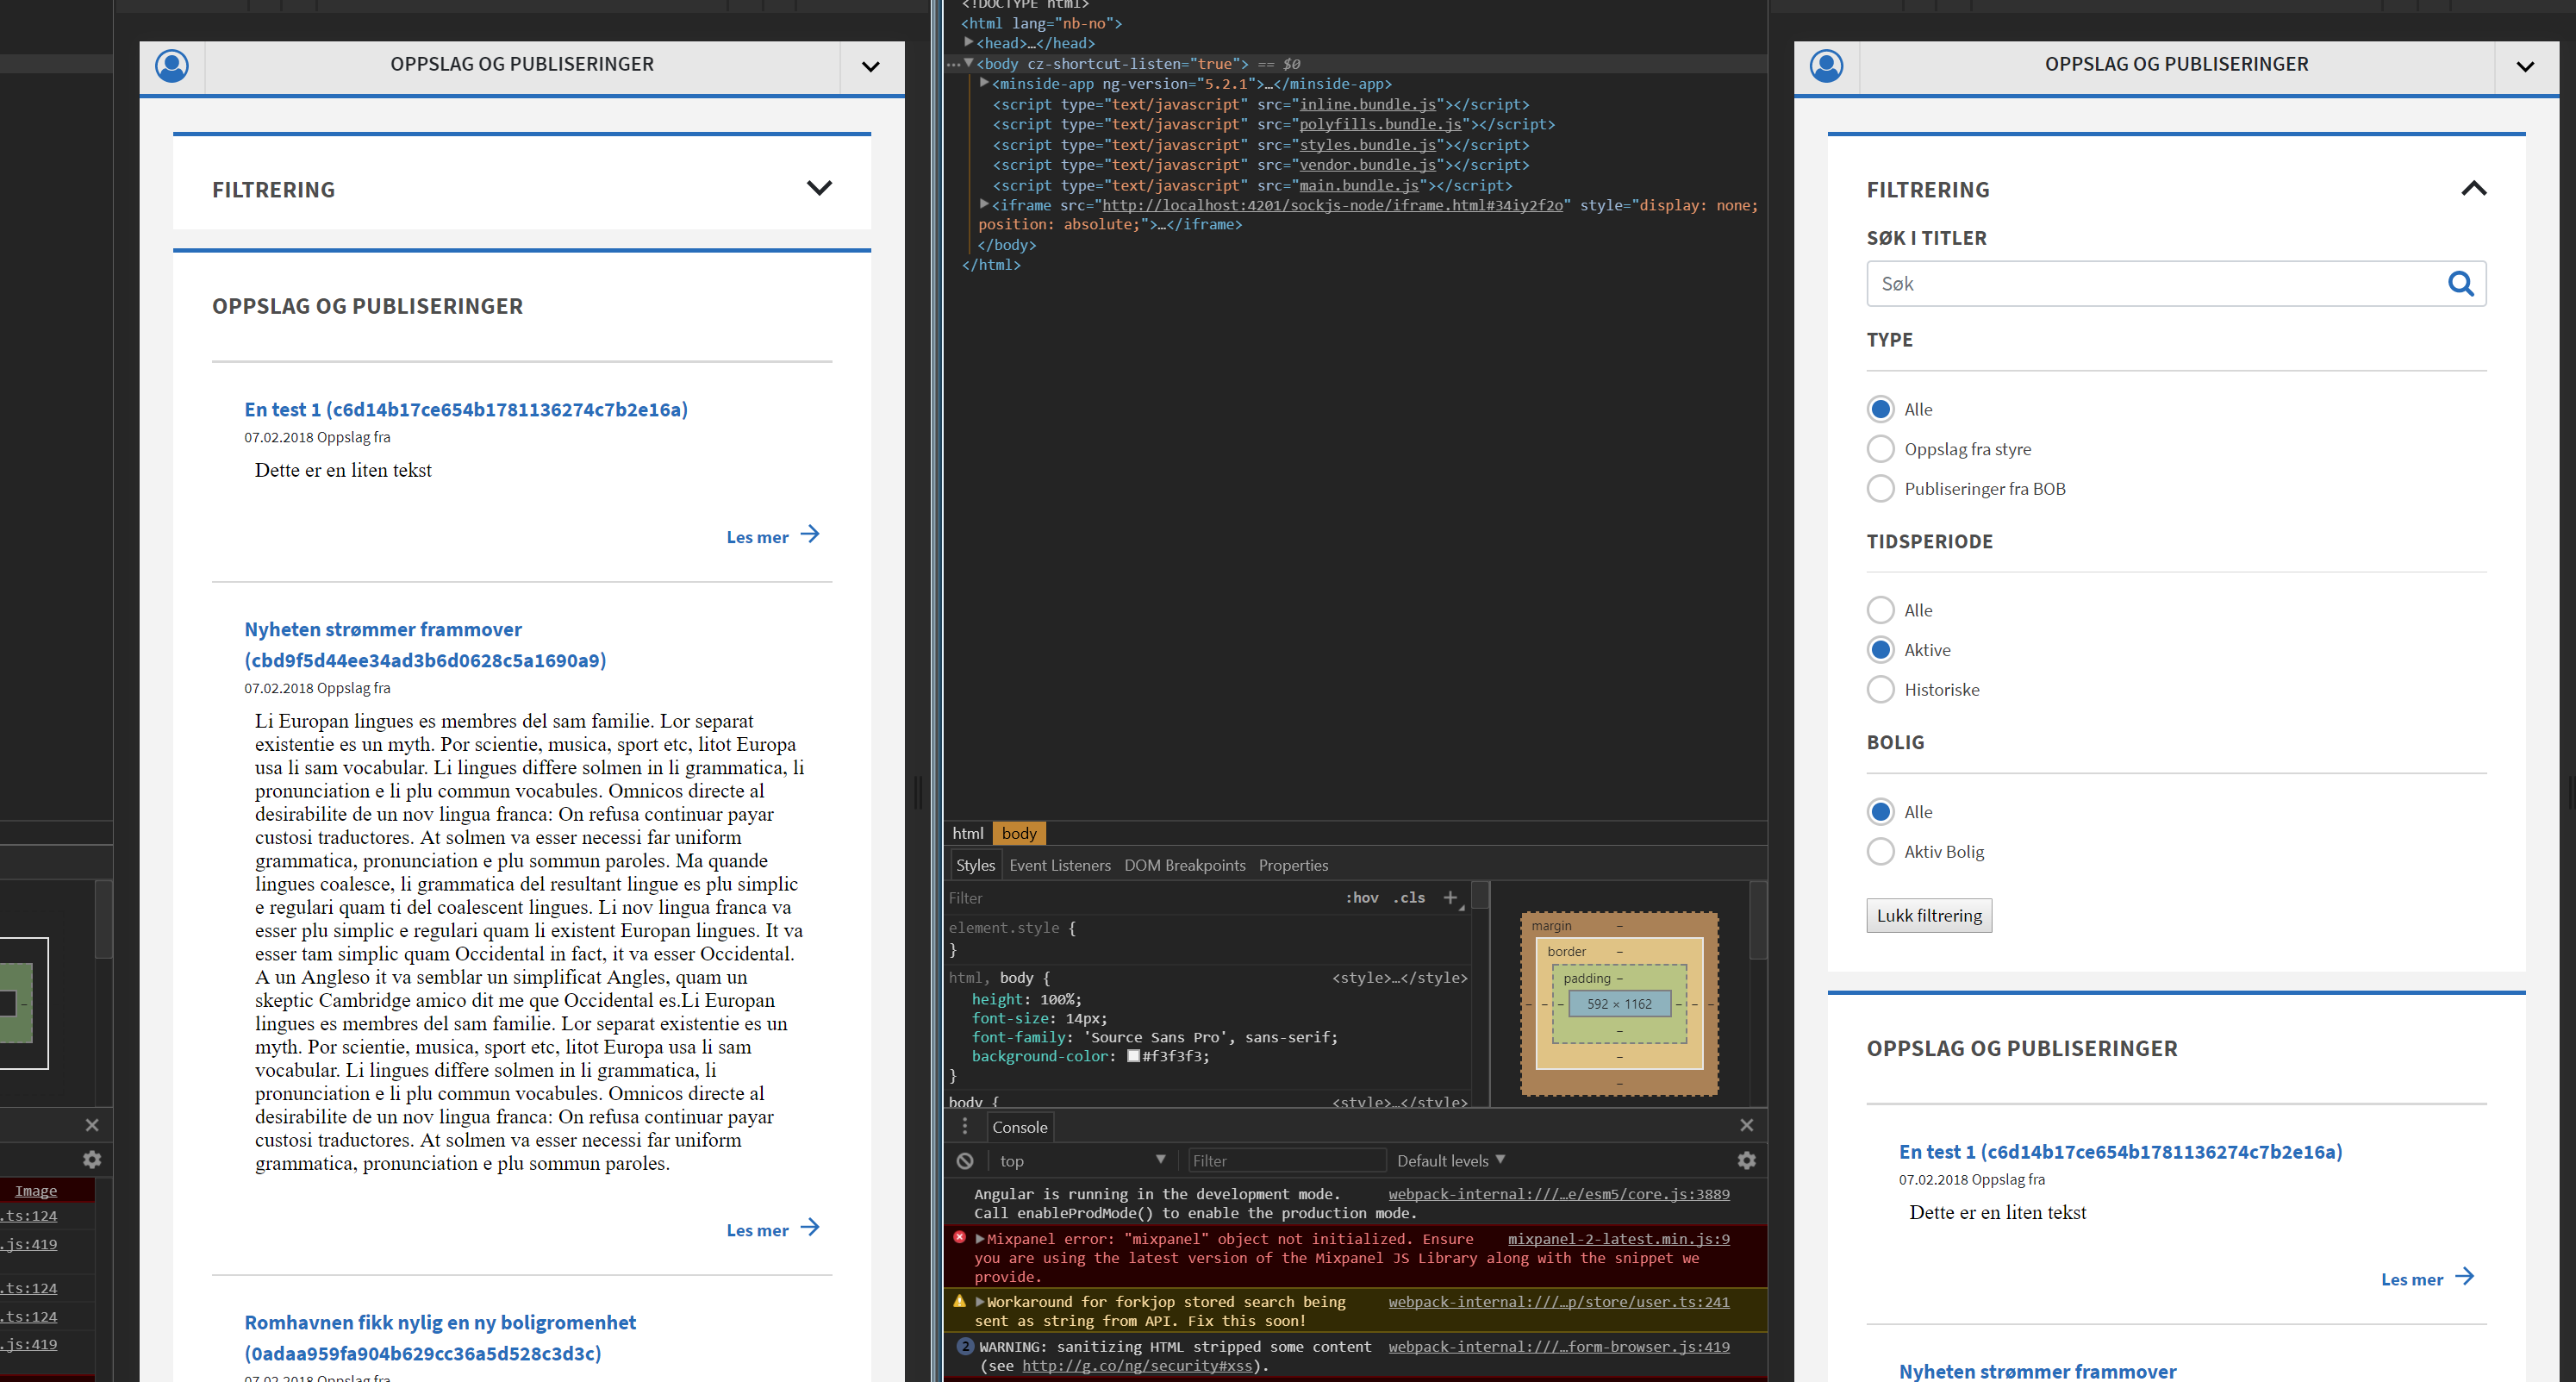 Image
.ts:124
.js:419
.ts:124
.ts:124
.js:419
OPPSLAG OG PUBLISERINGER
FILTRERING
OPPSLAG OG PUBLISERINGER
En test 1 (c6d14b17ce654b1781136274c7b2e16a)
07.02.2018 Oppslag fra
Dette er en liten tekst
Les mer
Nyheten strømmer frammover
(cbd9f5d44ee34ad3b6d0628c5a1690a9)
07.02.2018 Oppslag fra
Li Europan lingues es membres del sam familie. Lor separat
existentie es un myth. Por scientie, musica, sport etc, litot Europa
usa li sam vocabular. Li lingues differe solmen in li grammatica, li
pronunciation e li plu commun vocabules. Omnicos directe al
desirabilite de un nov lingua franca: On refusa continuar payar
custosi traductores. At solmen va esser necessi far uniform
grammatica, pronunciation e plu sommun paroles. Ma quande
lingues coalesce, li grammatica del resultant lingue es plu simplic
e regulari quam ti del coalescent lingues. Li nov lingua franca va
esser plu simplic e regulari quam li existent Europan lingues. It va
esser tam simplic quam Occidental in fact, it va esser Occidental.
A un Angleso it va semblar un simplificat Angles, quam un
skeptic Cambridge amico dit me que Occidental es.Li Europan
lingues es membres del sam familie. Lor separat existentie es un
myth. Por scientie, musica, sport etc, litot Europa usa li sam
vocabular. Li lingues differe solmen in li grammatica, li
pronunciation e li plu commun vocabules. Omnicos directe al
desirabilite de un nov lingua franca: On refusa continuar payar
custosi traductores. At solmen va esser necessi far uniform
grammatica, pronunciation e plu sommun paroles.
Les mer
Romhavnen fikk nylig en ny boligromenhet
(0adaa959fa904b629cc36a5d528c3d3c)
07.02.2018 Oppslag fra
<!DOCTYPE html>
<html lang="nb-no">
<head>…</head>
…<body cz-shortcut-listen="true"> == $0
<minside-app ng-version="5.2.1">…</minside-app>
<script type="text/javascript" src="inline.bundle.js"></script>
<script type="text/javascript" src="polyfills.bundle.js"></script>
<script type="text/javascript" src="styles.bundle.js"></script>
<script type="text/javascript" src="vendor.bundle.js"></script>
<script type="text/javascript" src="main.bundle.js"></script>
<iframe src="http://localhost:4201/sockjs-node/iframe.html#34iy2f2o" style="display: none;
position: absolute;">…</iframe>
</body>
</html>
html body
Styles Event Listeners DOM Breakpoints Properties
Filter :hov .cls +
element.style {
}
html, body { <style>…</style>
height: 100%;
font-size: 14px;
font-family: 'Source Sans Pro', sans-serif;
background-color: #f3f3f3;
}
body { <style>…</style>
margin –
border –
padding –
– – – 592 × 1162 – – –
–
–
–
Console
top Filter Default levels
Angular is running in the development mode. webpack-internal:///…e/esm5/core.js:3889
Call enableProdMode() to enable the production mode.
Mixpanel error: "mixpanel" object not initialized. Ensure mixpanel-2-latest.min.js:9
you are using the latest version of the Mixpanel JS Library along with the snippet we
provide.
Workaround for forkjop stored search being webpack-internal:///…p/store/user.ts:241
sent as string from API. Fix this soon!
2 WARNING: sanitizing HTML stripped some content webpack-internal:///…form-browser.js:419
(see http://g.co/ng/security#xss).
OPPSLAG OG PUBLISERINGER
FILTRERING
SØK I TITLER
Søk
TYPE
Alle
Oppslag fra styre
Publiseringer fra BOB
TIDSPERIODE
Alle
Aktive
Historiske
BOLIG
Alle
Aktiv Bolig
Lukk filtrering
OPPSLAG OG PUBLISERINGER
En test 1 (c6d14b17ce654b1781136274c7b2e16a)
07.02.2018 Oppslag fra
Dette er en liten tekst
Les mer
Nyheten strømmer frammover